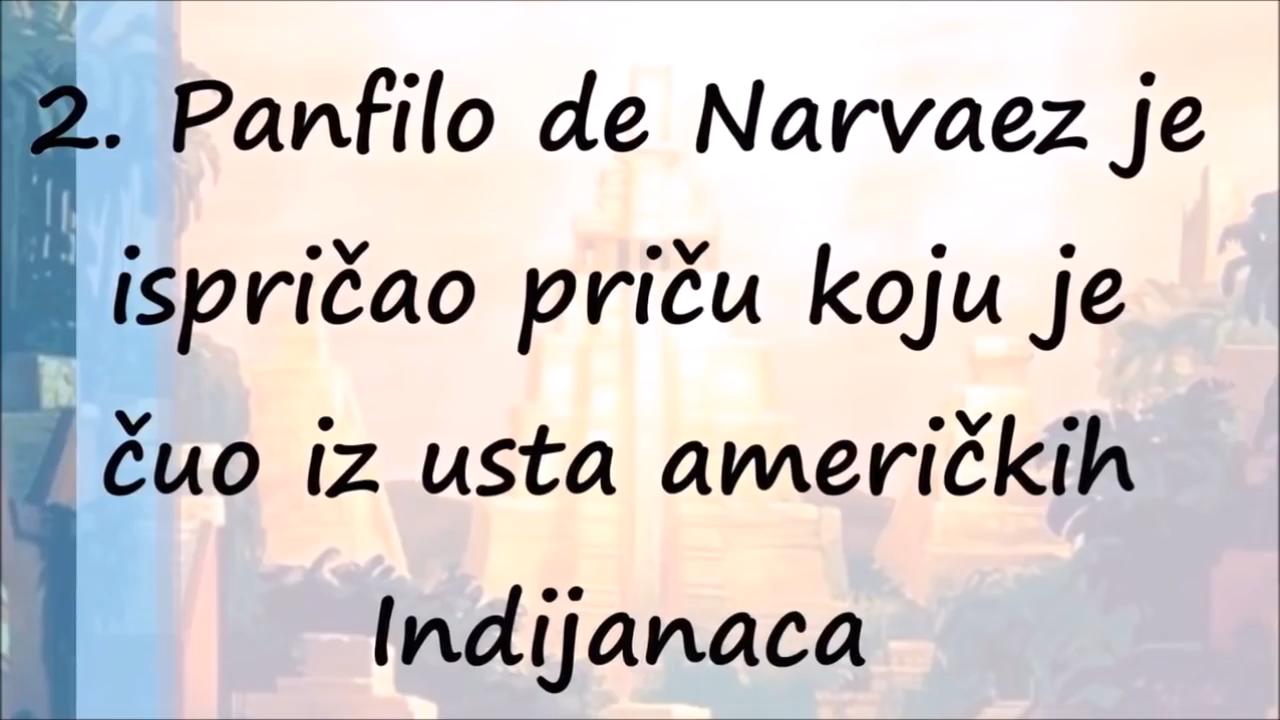 2. Panfilo de Narvaez je
ispričao priču koju je
čuo iz usta američkih
Indijanaca